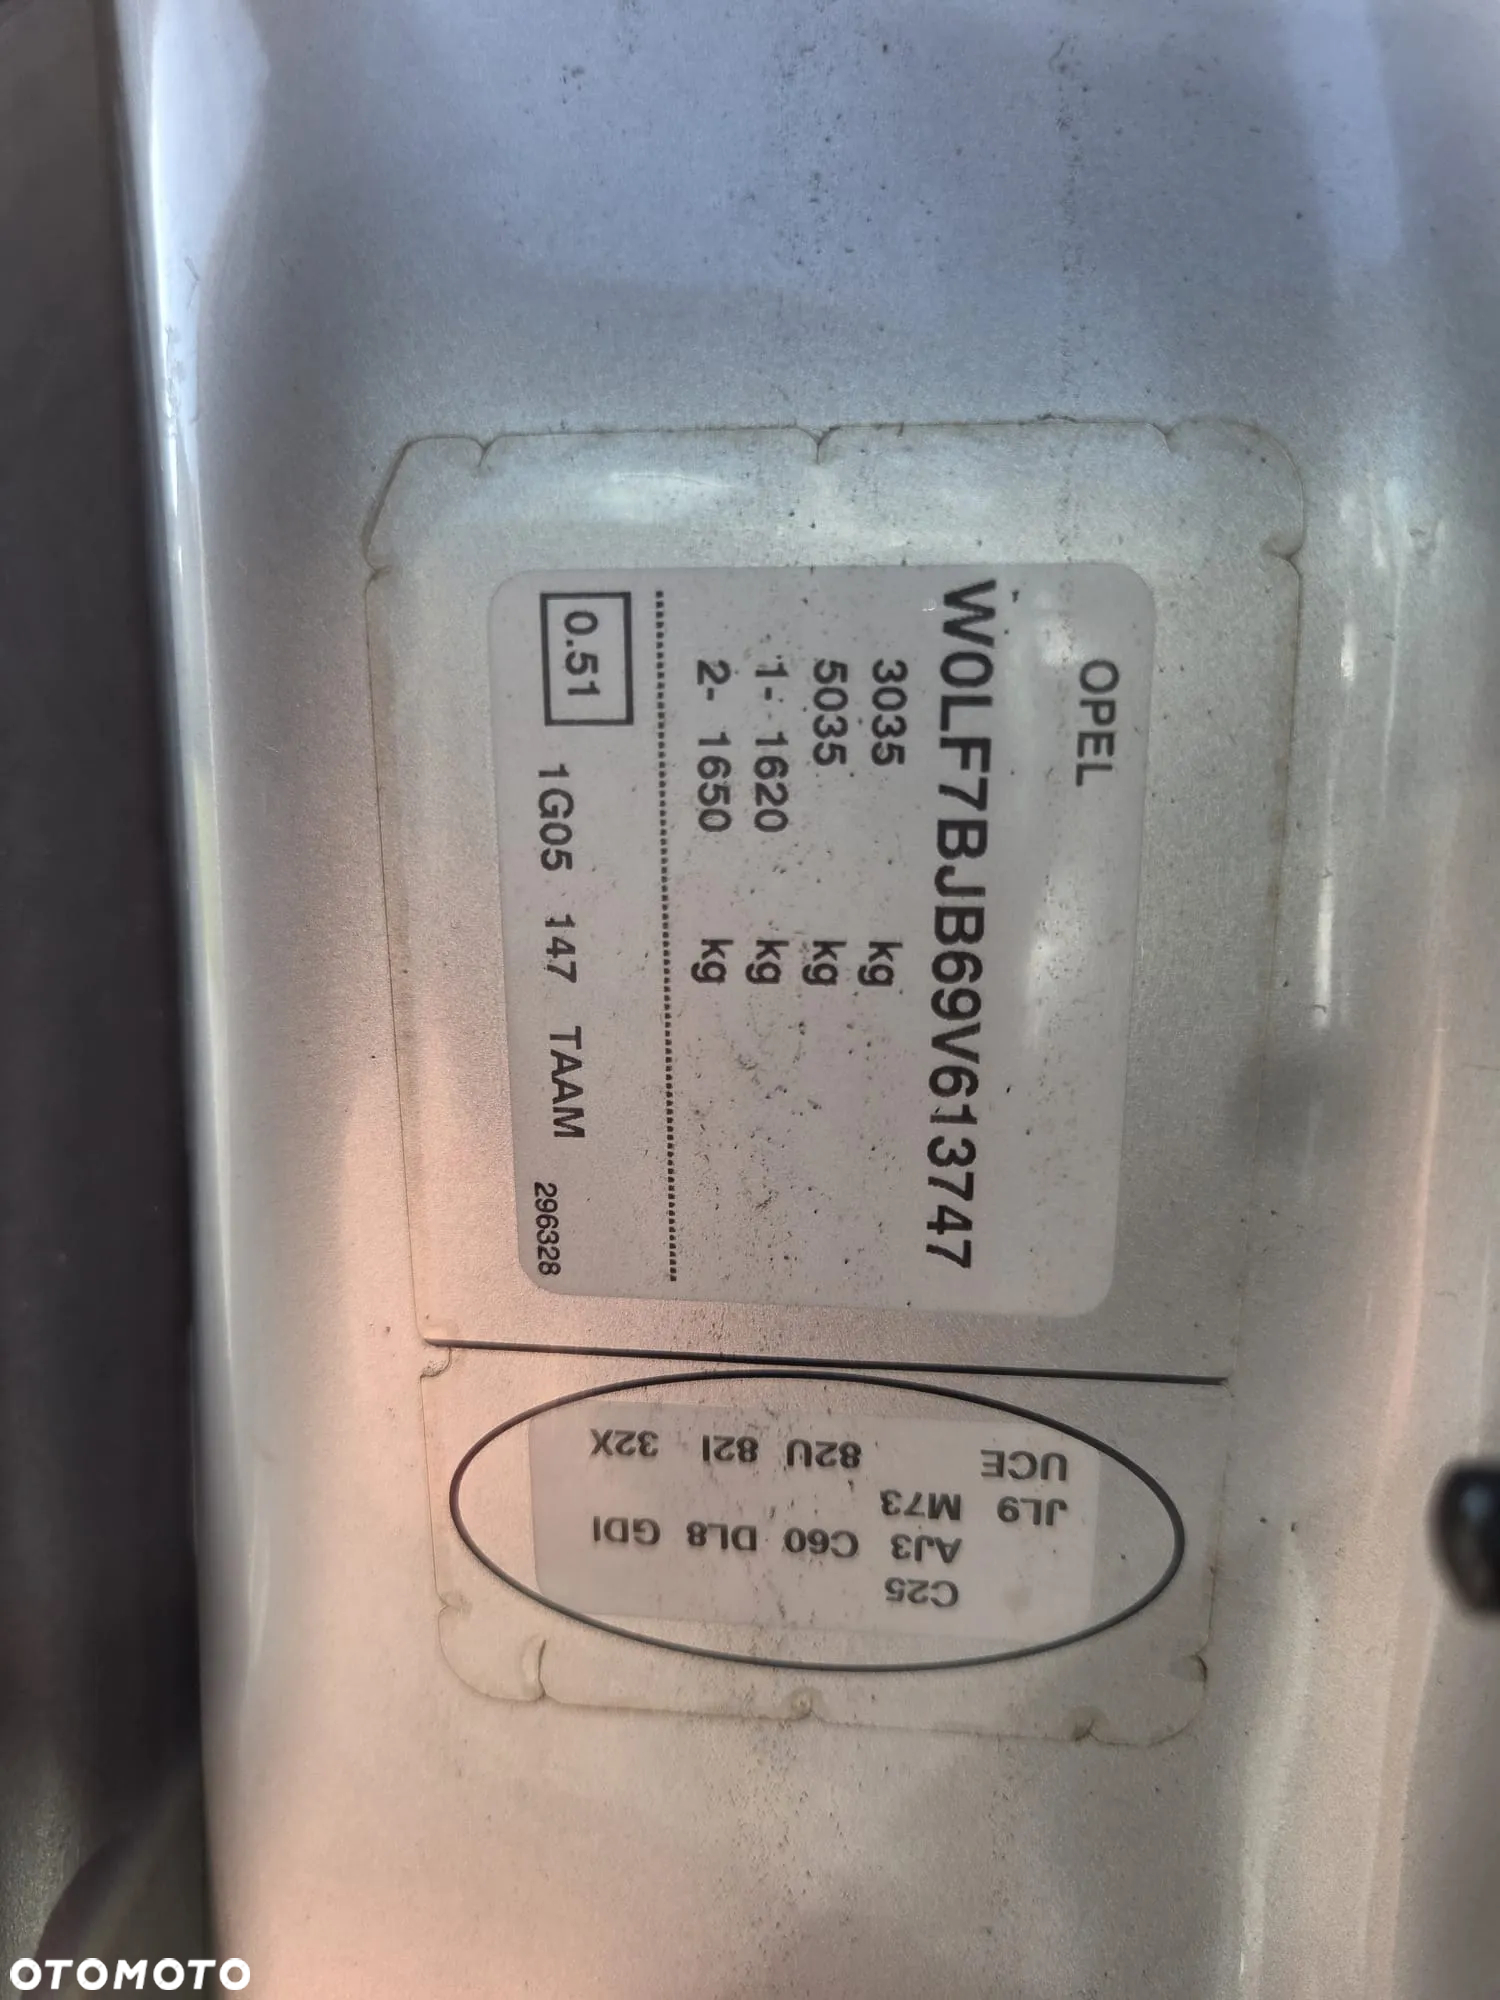 OPEL
W0LF7BJB69V613747
3035 kg
5035 kg
1- 1620 kg
2- 1650 kg
0.51 1G05 147 TAAM 296328
C25
AJ3 C60 DL8 GDI
JL9 M73
UCE 82U 82I 32X
OTOMOTO